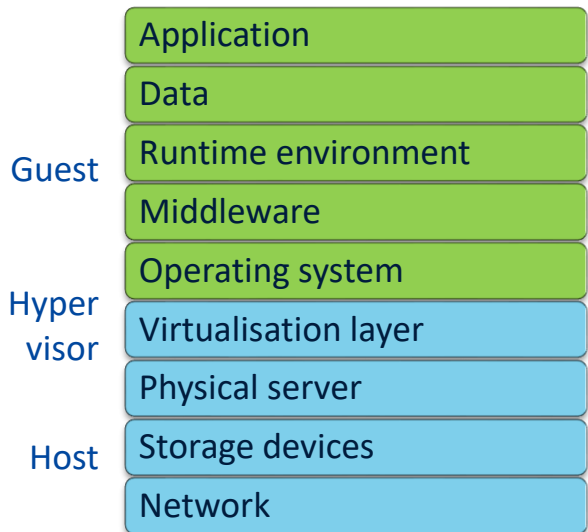 Application
Data
Runtime environment
Middleware
Operating system
Virtualisation layer
Physical server
Storage devices
Network
Guest
Hyper
visor
Host